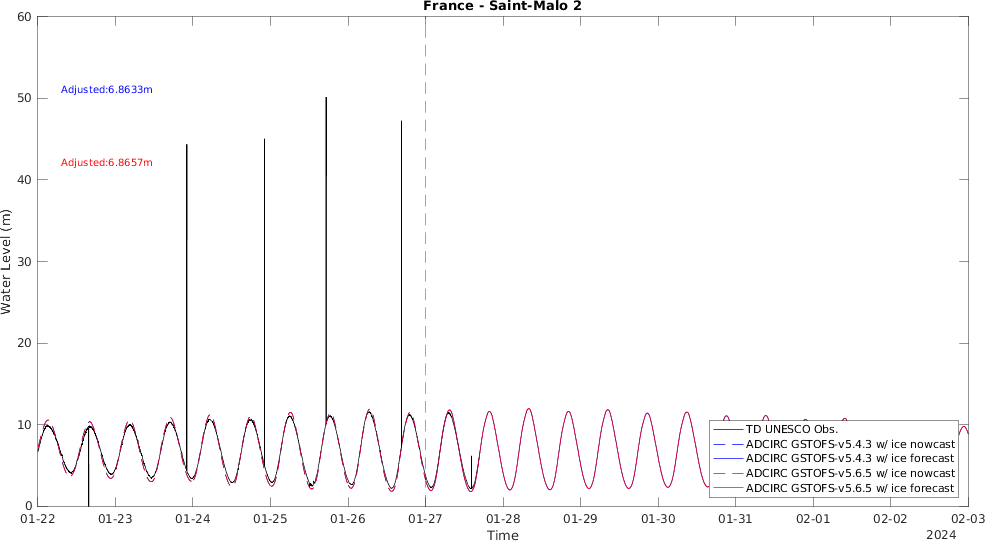 France - Saint-Malo 2
60
50
40
30
20
10
0
Water Level (m)
Adjusted:6.8633m
Adjusted:6.8657m
TD UNESCO Obs.
ADCIRC GSTOFS-v5.4.3 w/ ice nowcast
ADCIRC GSTOFS-v5.4.3 w/ ice forecast
ADCIRC GSTOFS-v5.6.5 w/ ice nowcast
ADCIRC GSTOFS-v5.6.5 w/ ice forecast
01-22 01-23 01-24 01-25 01-26 01-27 01-28 01-29 01-30 01-31 02-01 02-02 02-03
Time
2024